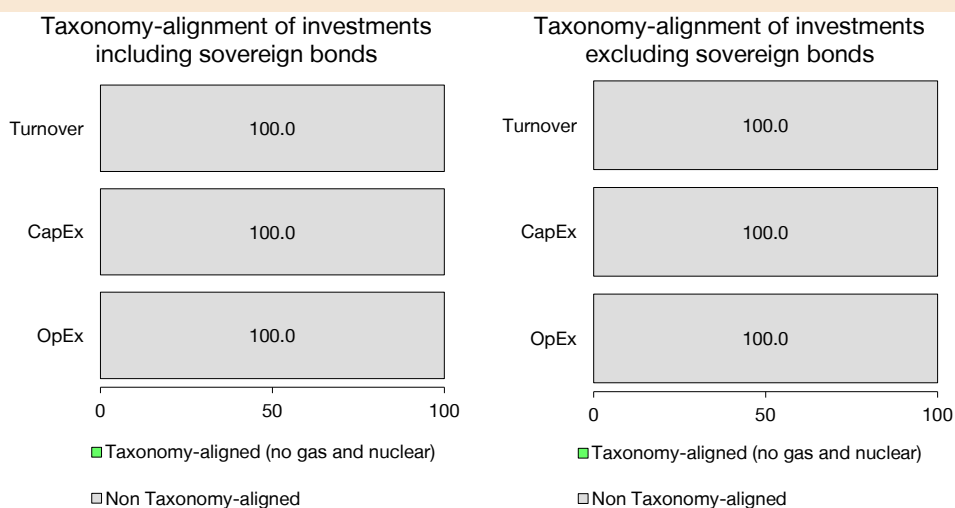 Taxonomy-alignment of investments
including sovereign bonds
Turnover
100.0
CapEx
100.0
OpEx
100.0
0 50 100
Taxonomy-aligned (no gas and nuclear)
Non Taxonomy-aligned
Taxonomy-alignment of investments
excluding sovereign bonds
Turnover
100.0
CapEx
100.0
OpEx
100.0
0 50 100
Taxonomy-aligned (no gas and nuclear)
Non Taxonomy-aligned